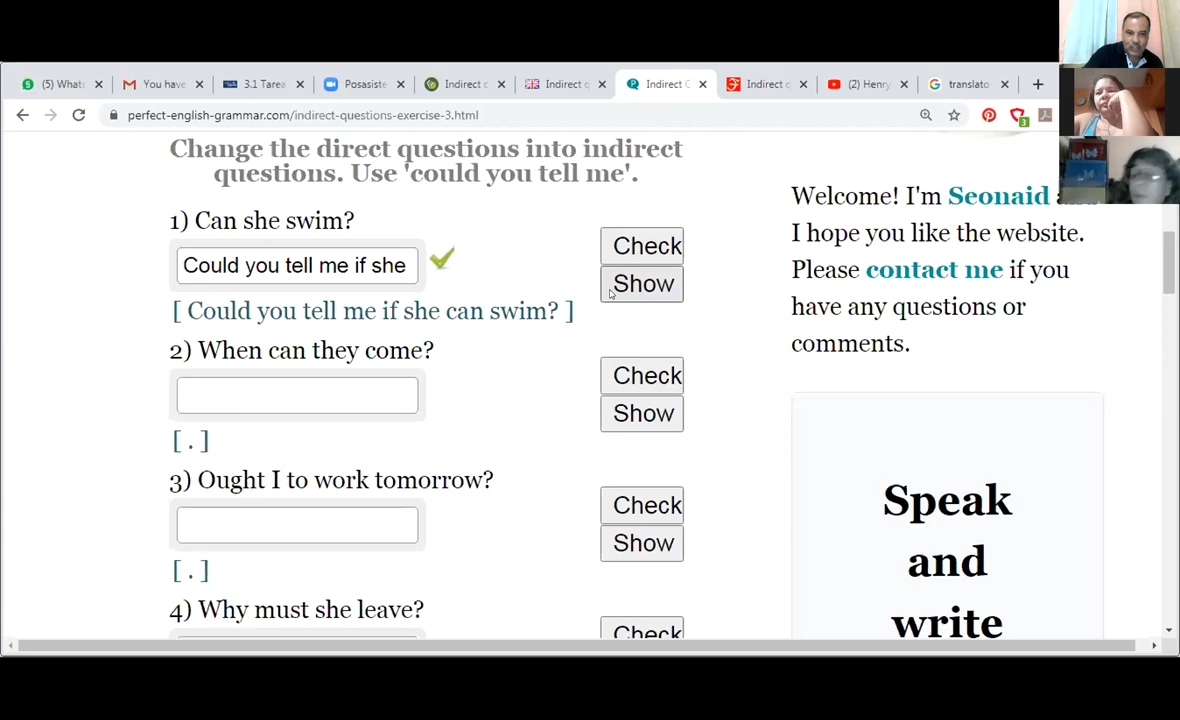 (5) Whats
You have
3.1 Tarea
Posasiste
Indirect c
Indirect q
Indirect C
Indirect c
(2) Henry
translato
perfect-english-grammar.com/indirect-questions-exercise-3.html
3
Change the direct questions into indirect
questions. Use 'could you tell me'.
1) Can she swim?
Could you tell me if she
Check
Show
[ Could you tell me if she can swim? ]
2) When can they come?
Check
Show
[ . ]
3) Ought I to work tomorrow?
Check
Show
[ . ]
4) Why must she leave?
Check
Welcome! I'm Seonaid
I hope you like the website.
Please contact me if you
have any questions or
comments.
Speak
and
write